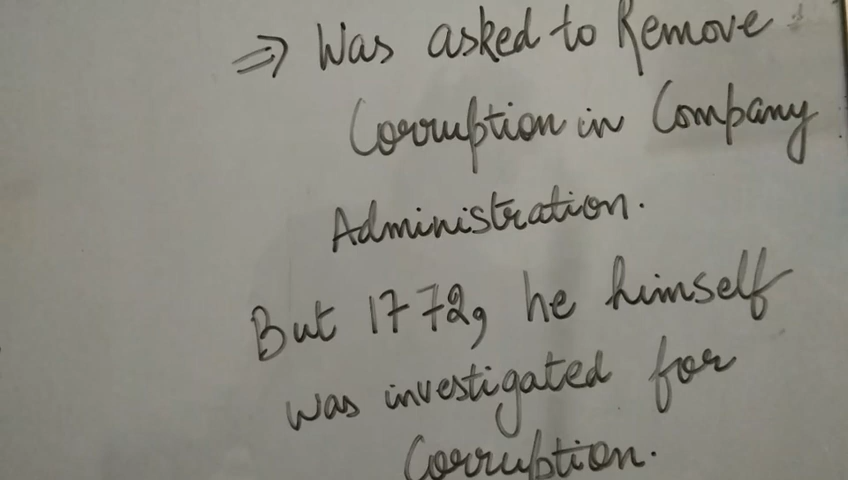 ⇒ Was asked to Remove
Corruption in Company
Administration.
But 1772, he himself
was investigated for
Corruption.